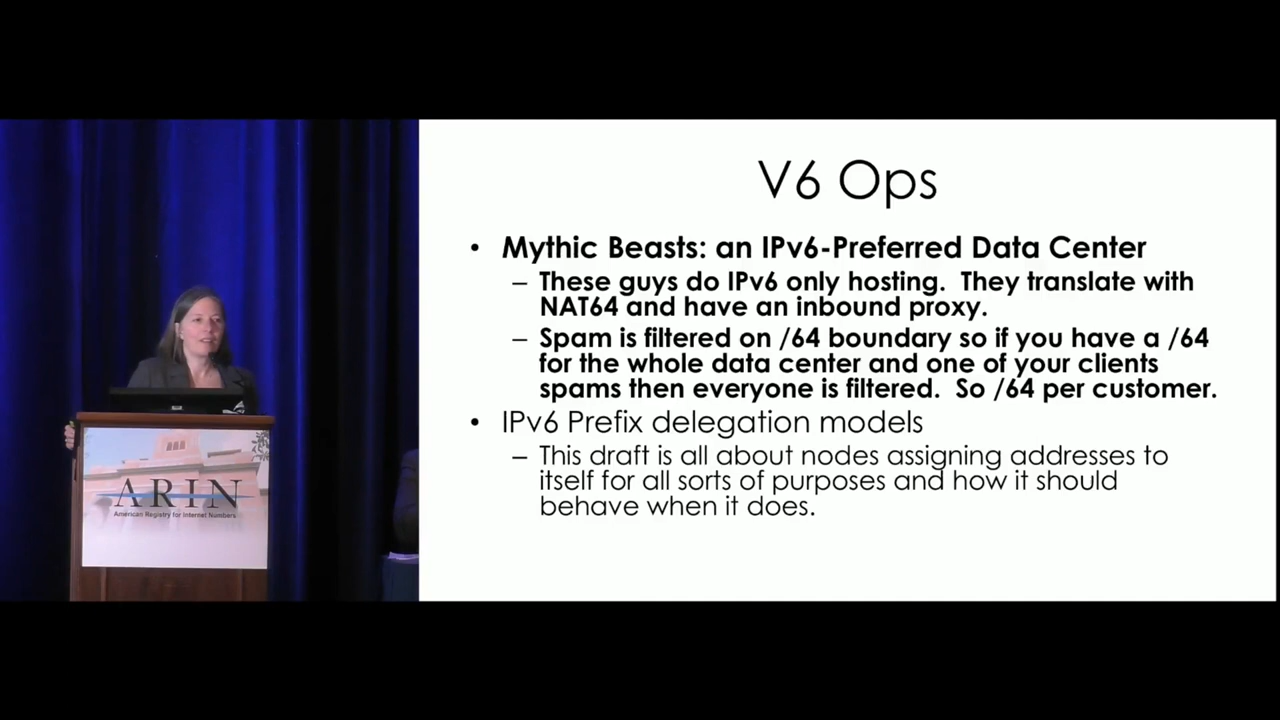 V6 Ops
• Mythic Beasts: an IPv6-Preferred Data Center
– These guys do IPv6 only hosting.  They translate with
NAT64 and have an inbound proxy.
– Spam is filtered on /64 boundary so if you have a /64
for the whole data center and one of your clients
spams then everyone is filtered.  So /64 per customer.
• IPv6 Prefix delegation models
– This draft is all about nodes assigning addresses to
itself for all sorts of purposes and how it should
behave when it does.
ARIN
American Registry for Internet Numbers